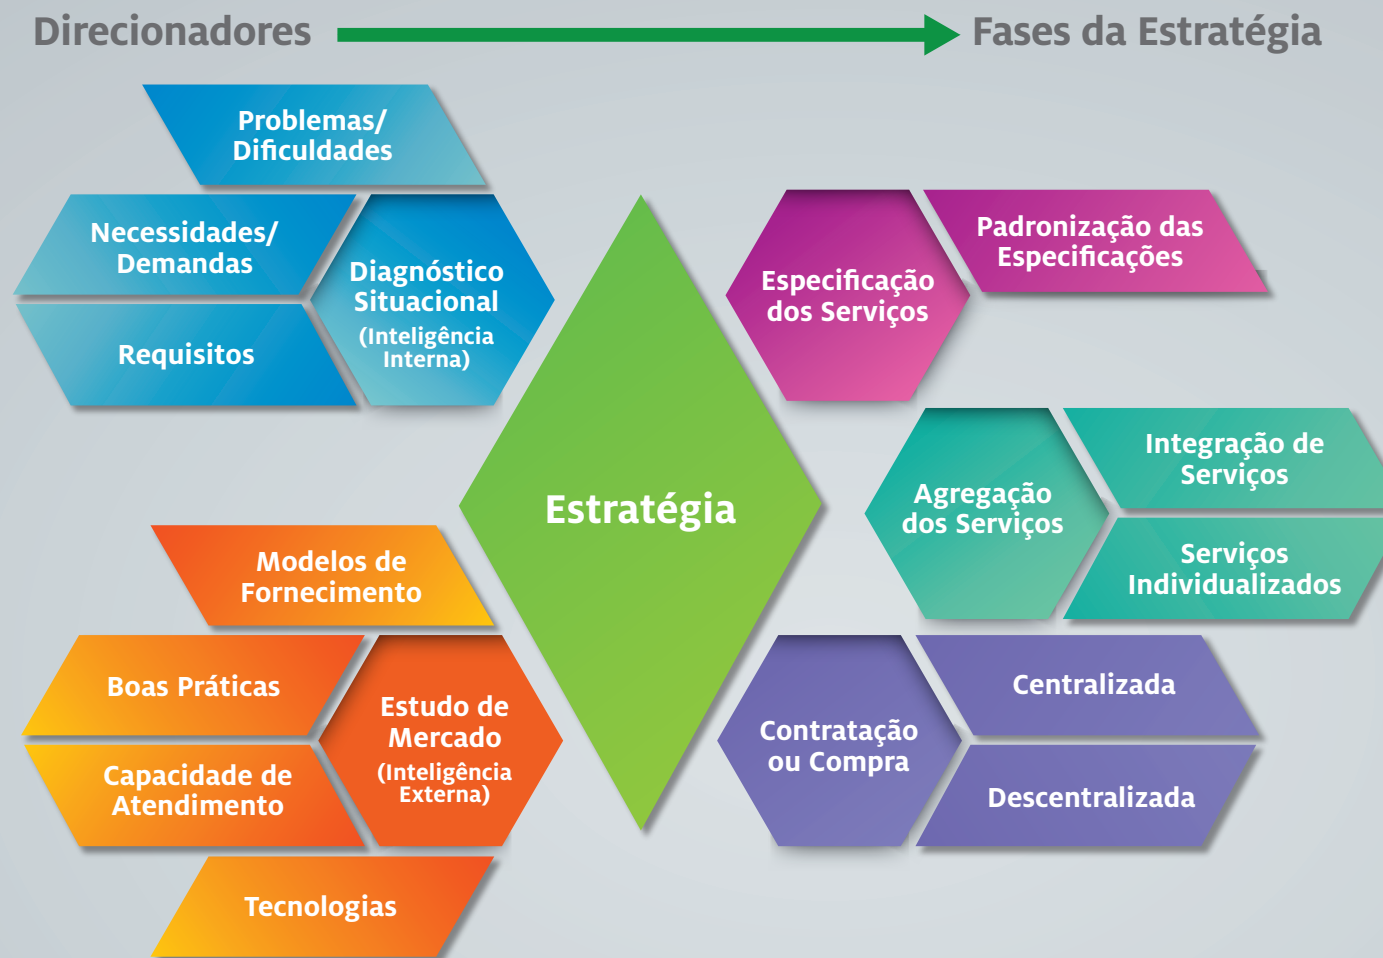 Direcionadores
Fases da Estratégia
Problemas/
Dificuldades
Necessidades/
Demandas
Requisitos
Diagnóstico
Situacional
(Inteligência
Interna)
Modelos de
Fornecimento
Boas Práticas
Capacidade de
Atendimento
Estudo de
Mercado
(Inteligência
Externa)
Tecnologias
Estratégia
Especificação
dos Serviços
Padronização das
Especificações
Agregação
dos Serviços
Integração de
Serviços
Serviços
Individualizados
Contratação
ou Compra
Centralizada
Descentralizada